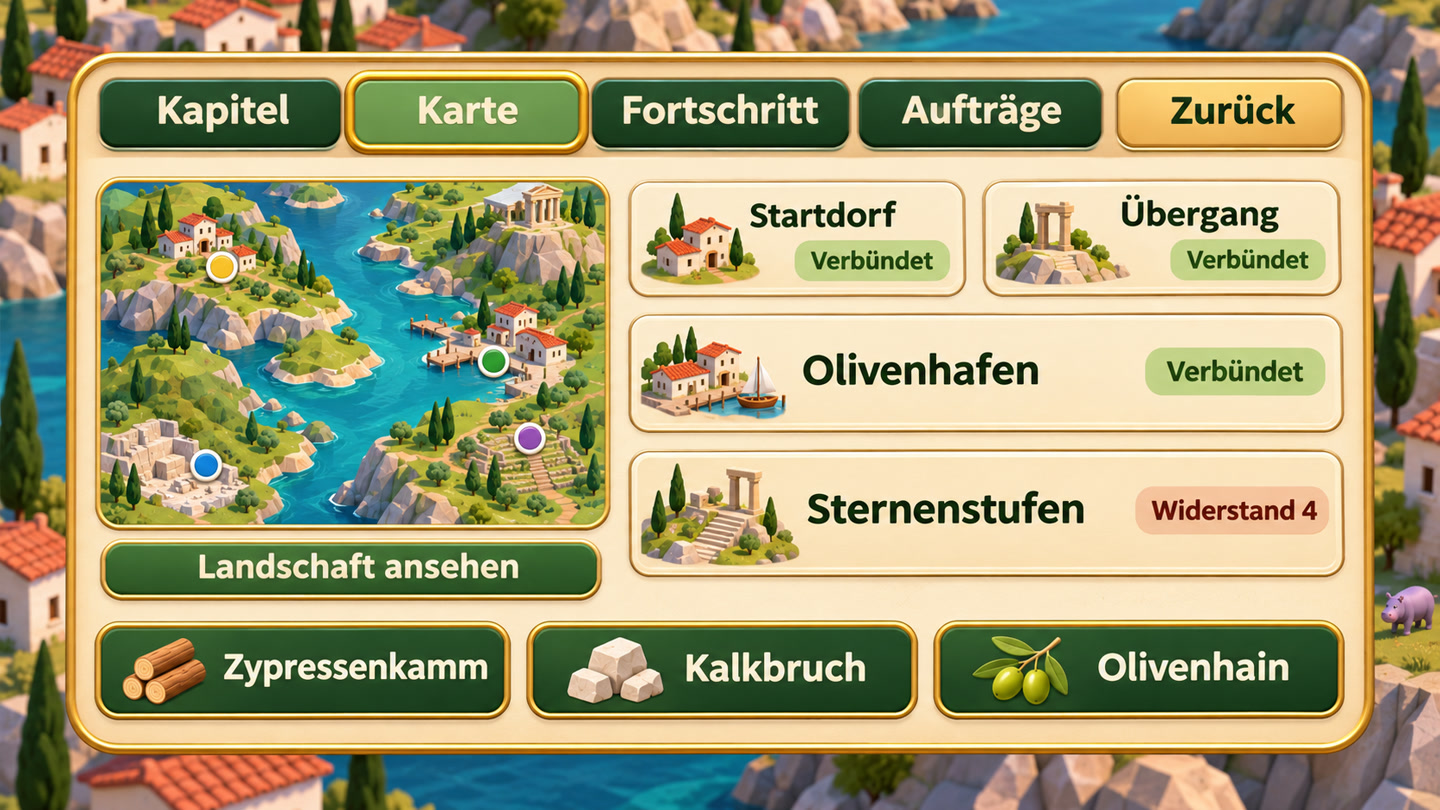 Kapitel
Karte
Fortschritt
Aufträge
Zurück
Startdorf
Verbündet
Übergang
Verbündet
Olivenhafen
Verbündet
Sternenstufen
Widerstand 4
Landschaft ansehen
Zypressenkamm
Kalkbruch
Olivenhain